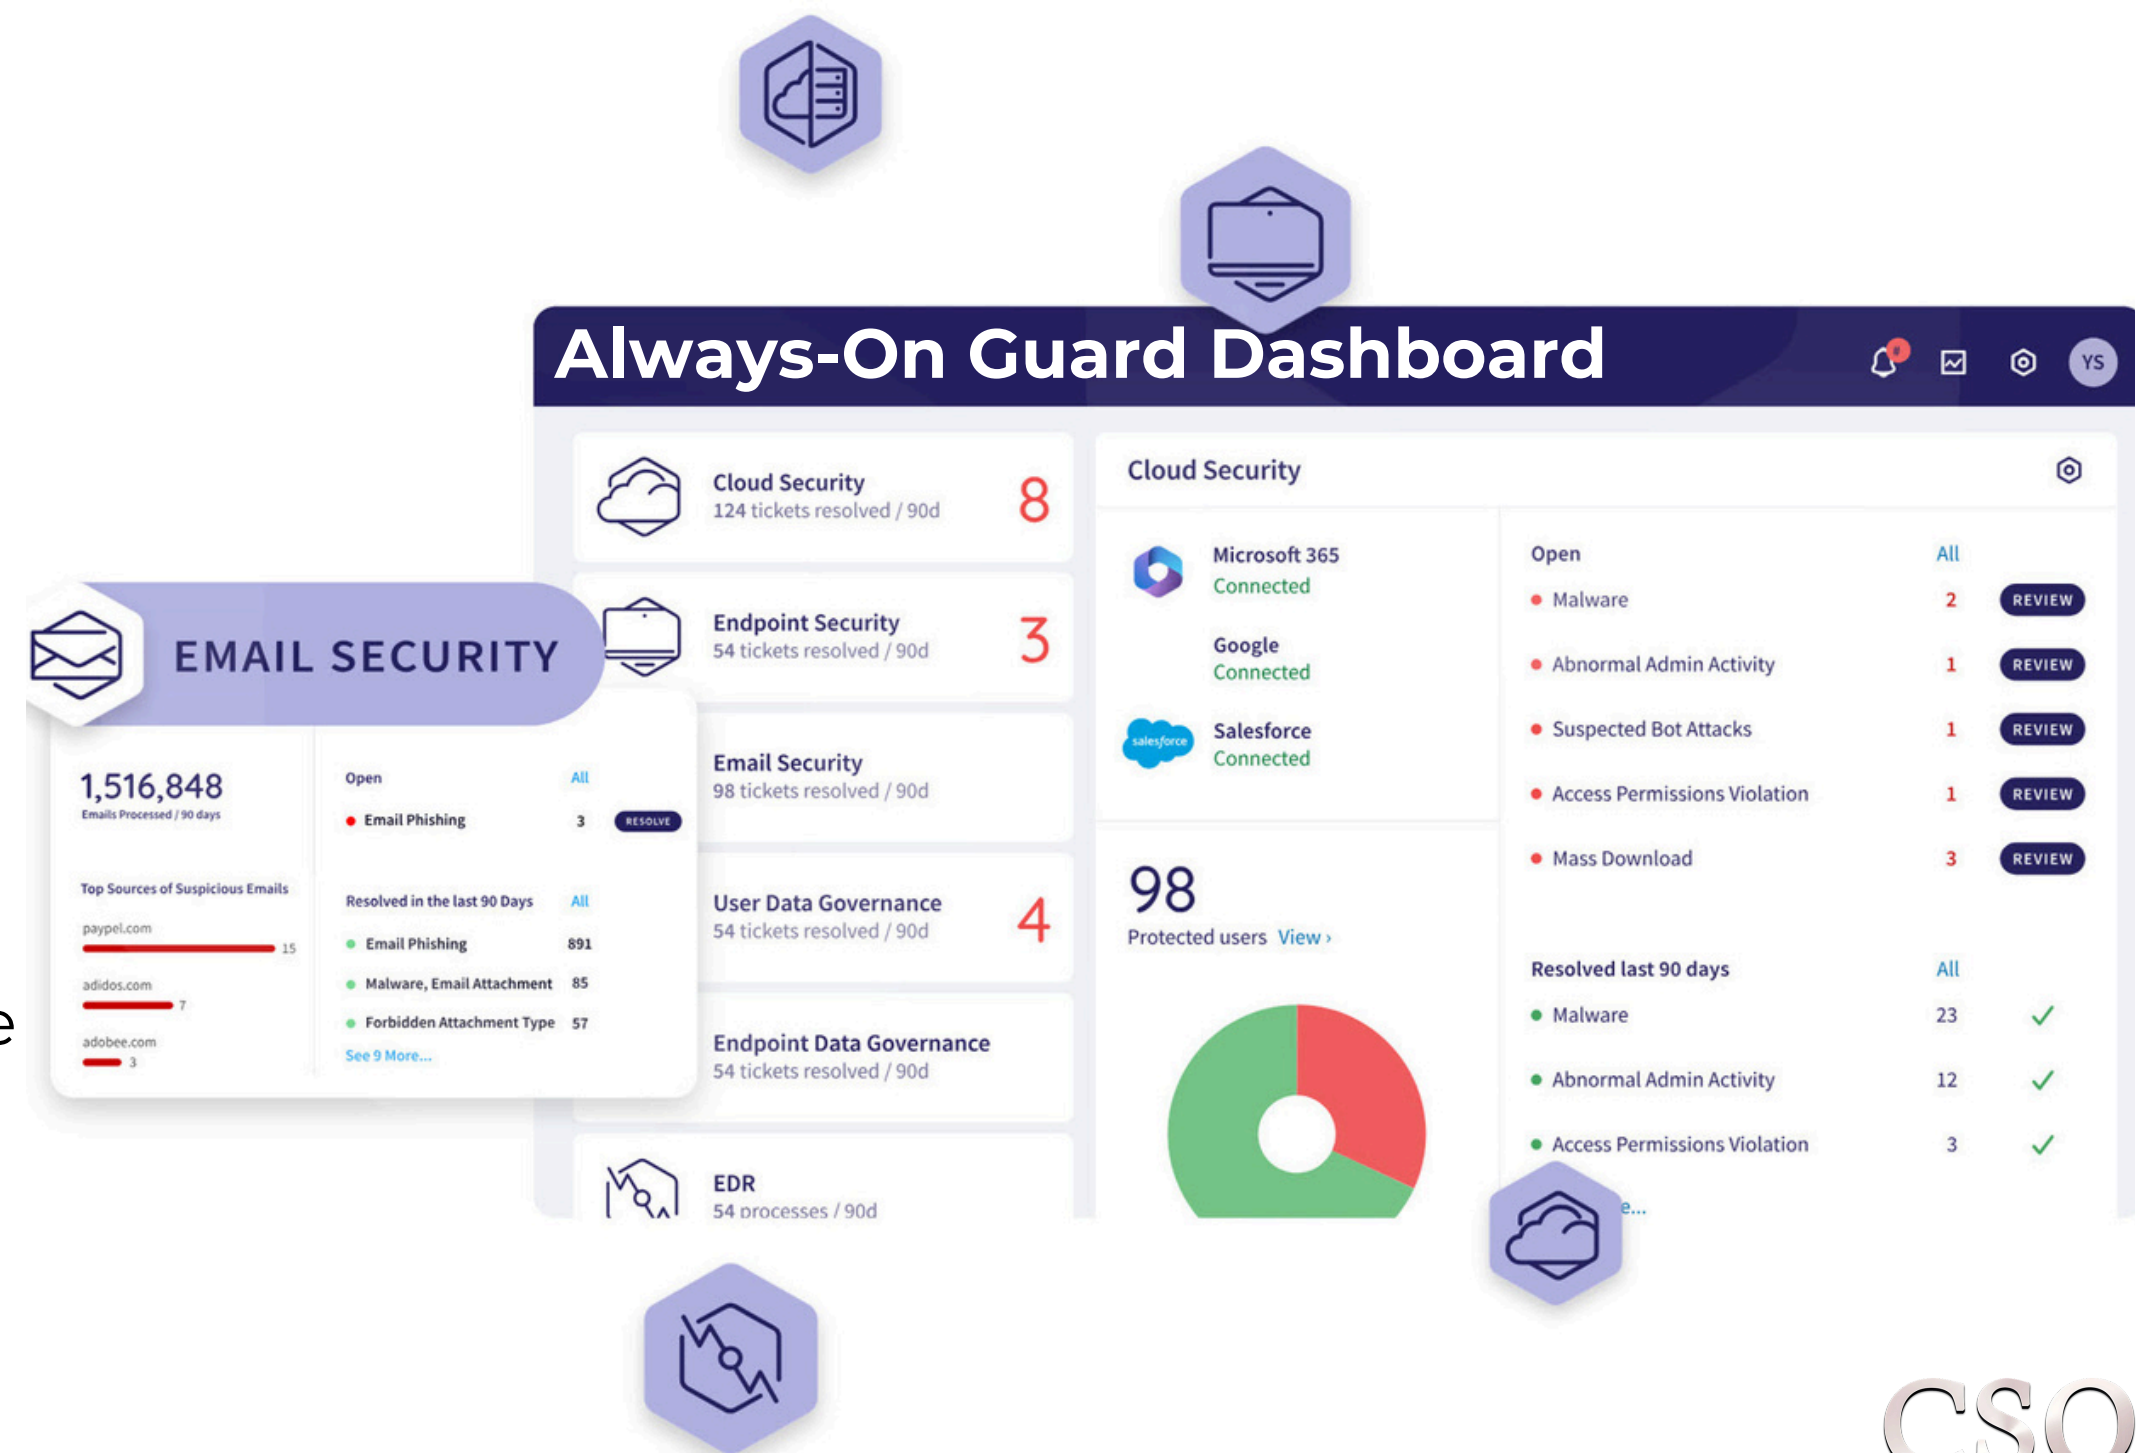 Always-On Guard Dashboard
YS
Cloud Security
124 tickets resolved / 90d
8
Endpoint Security
54 tickets resolved / 90d
3
Email Security
98 tickets resolved / 90d
User Data Governance
54 tickets resolved / 90d
4
Endpoint Data Governance
54 tickets resolved / 90d
EDR
54 processes / 90d
EMAIL SECURITY
1,516,848
Emails Processed / 90 days
Top Sources of Suspicious Emails
paypel.com
15
adidos.com
7
adobee.com
3
Open All
Email Phishing 3 RESOLVE
Resolved in the last 90 Days All
Email Phishing 891
Malware, Email Attachment 85
Forbidden Attachment Type 57
See 9 More...
e
Cloud Security
Microsoft 365
Connected
Google
Connected
salesforce
Salesforce
Connected
98
Protected users View ›
Open All
Malware 2 REVIEW
Abnormal Admin Activity 1 REVIEW
Suspected Bot Attacks 1 REVIEW
Access Permissions Violation 1 REVIEW
Mass Download 3 REVIEW
Resolved last 90 days All
Malware 23
Abnormal Admin Activity 12
Access Permissions Violation 3
e...
CSO